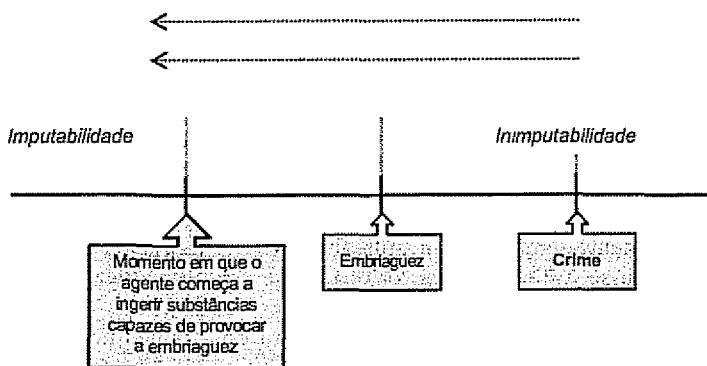 Imputabilidade
Inimputabilidade
Momento em que o
agente começa a
ingerir substâncias
capazes de provocar
a embriaguez
Embriaguez
Crime